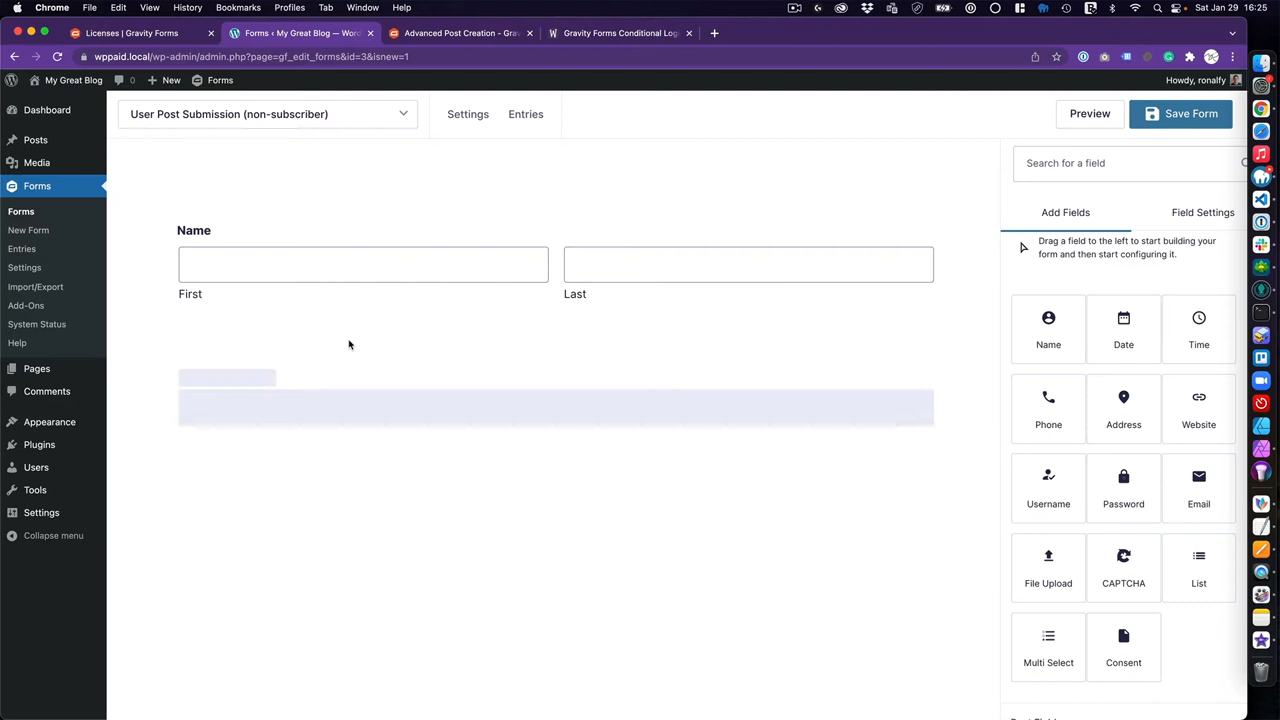 Chrome File Edit View History Bookmarks Profiles Tab Window Help Sat Jan 29 16:25
Licenses | Gravity Forms Forms ‹ My Great Blog — Word Advanced Post Creation - Gravity Gravity Forms Conditional Logi
wppaid.local/wp-admin/admin.php?page=gf_edit_forms&id=3&isnew=1
My Great Blog 0 New Forms Howdy, ronalfy
Dashboard
Posts
Media
Forms
Forms
New Form
Entries
Settings
Import/Export
Add-Ons
System Status
Help
Pages
Comments
Appearance
Plugins
Users
Tools
Settings
Collapse menu
User Post Submission (non-subscriber) Settings Entries Preview Save Form
Name
First Last
Search for a field
Add Fields Field Settings
Drag a field to the left to start building your
form and then start configuring it.
Name Date Time
Phone Address Website
Username Password Email
File Upload CAPTCHA List
Multi Select Consent